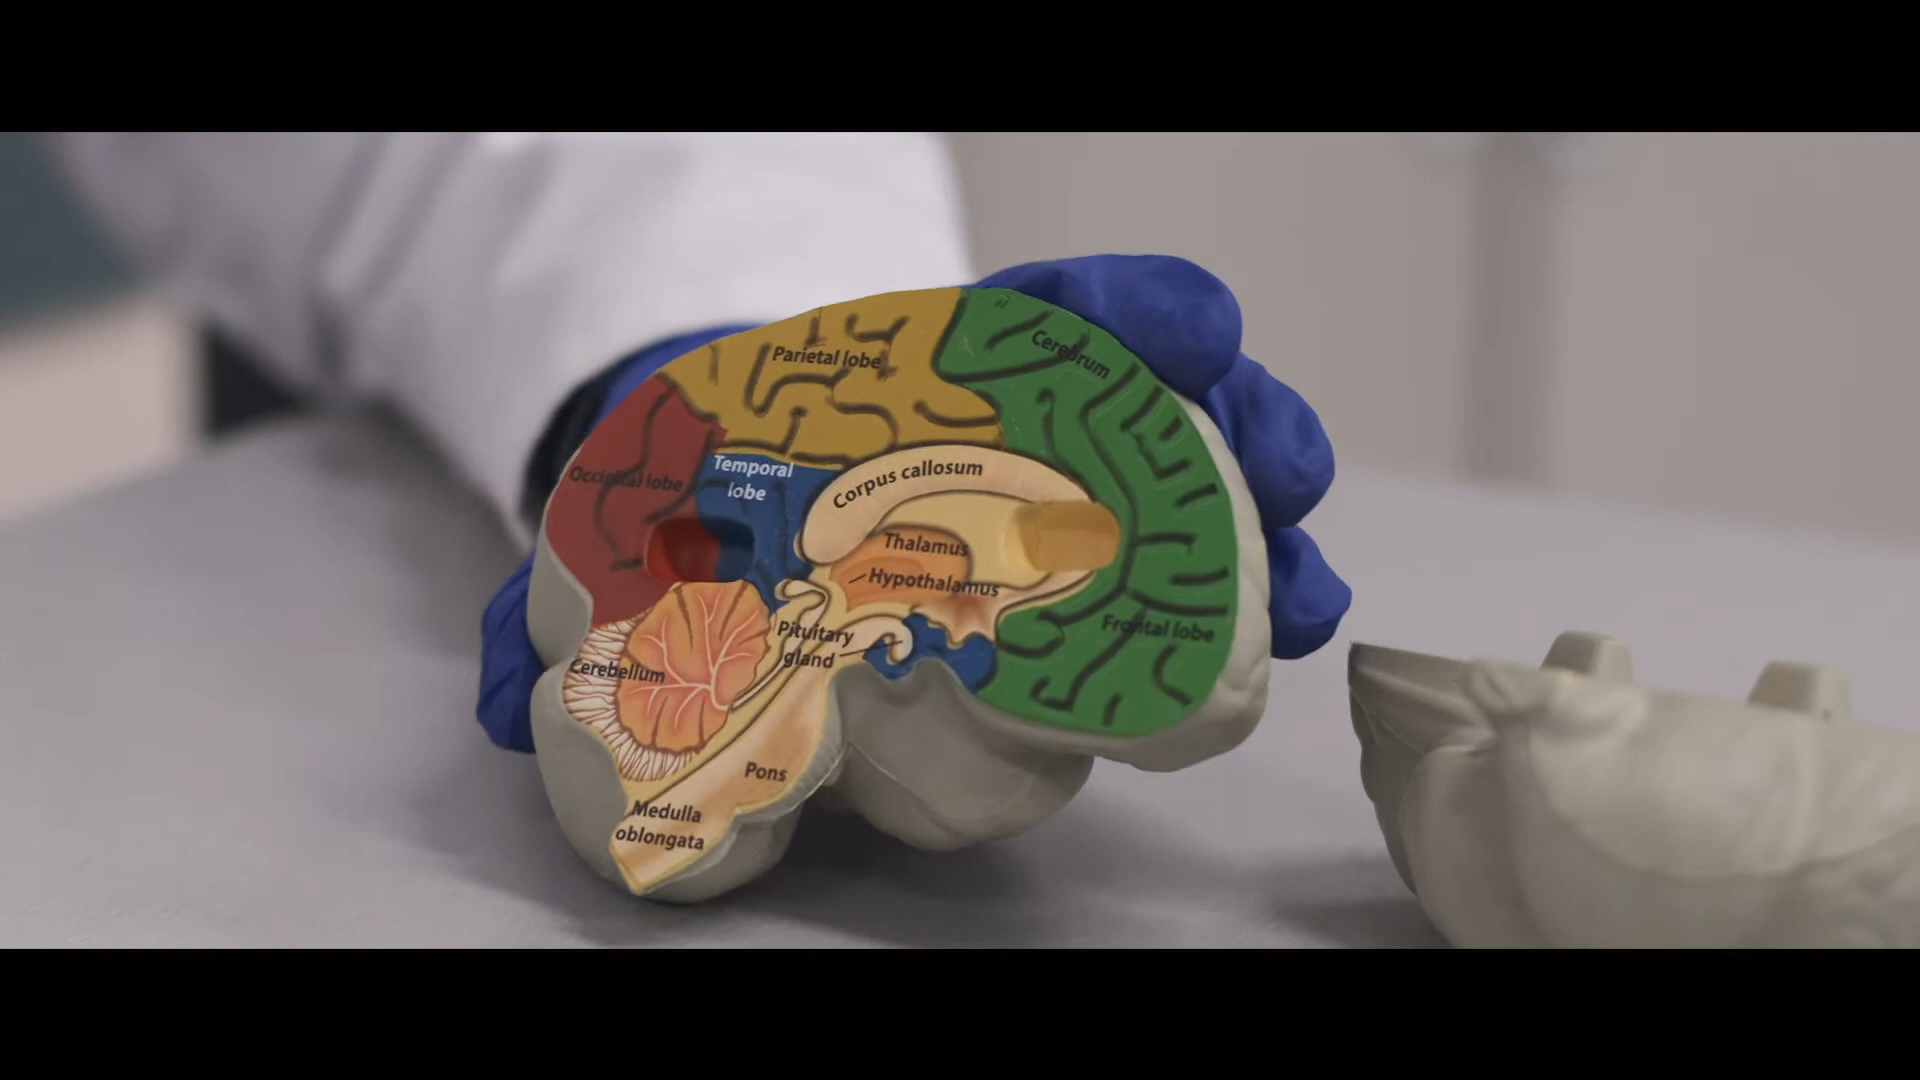 Cerebrum
Parietal lobe
Occipital lobe
Temporal
lobe
Corpus callosum
Thalamus
Hypothalamus
Pituitary
gland
Frontal lobe
Cerebellum
Pons
Medulla
oblongata